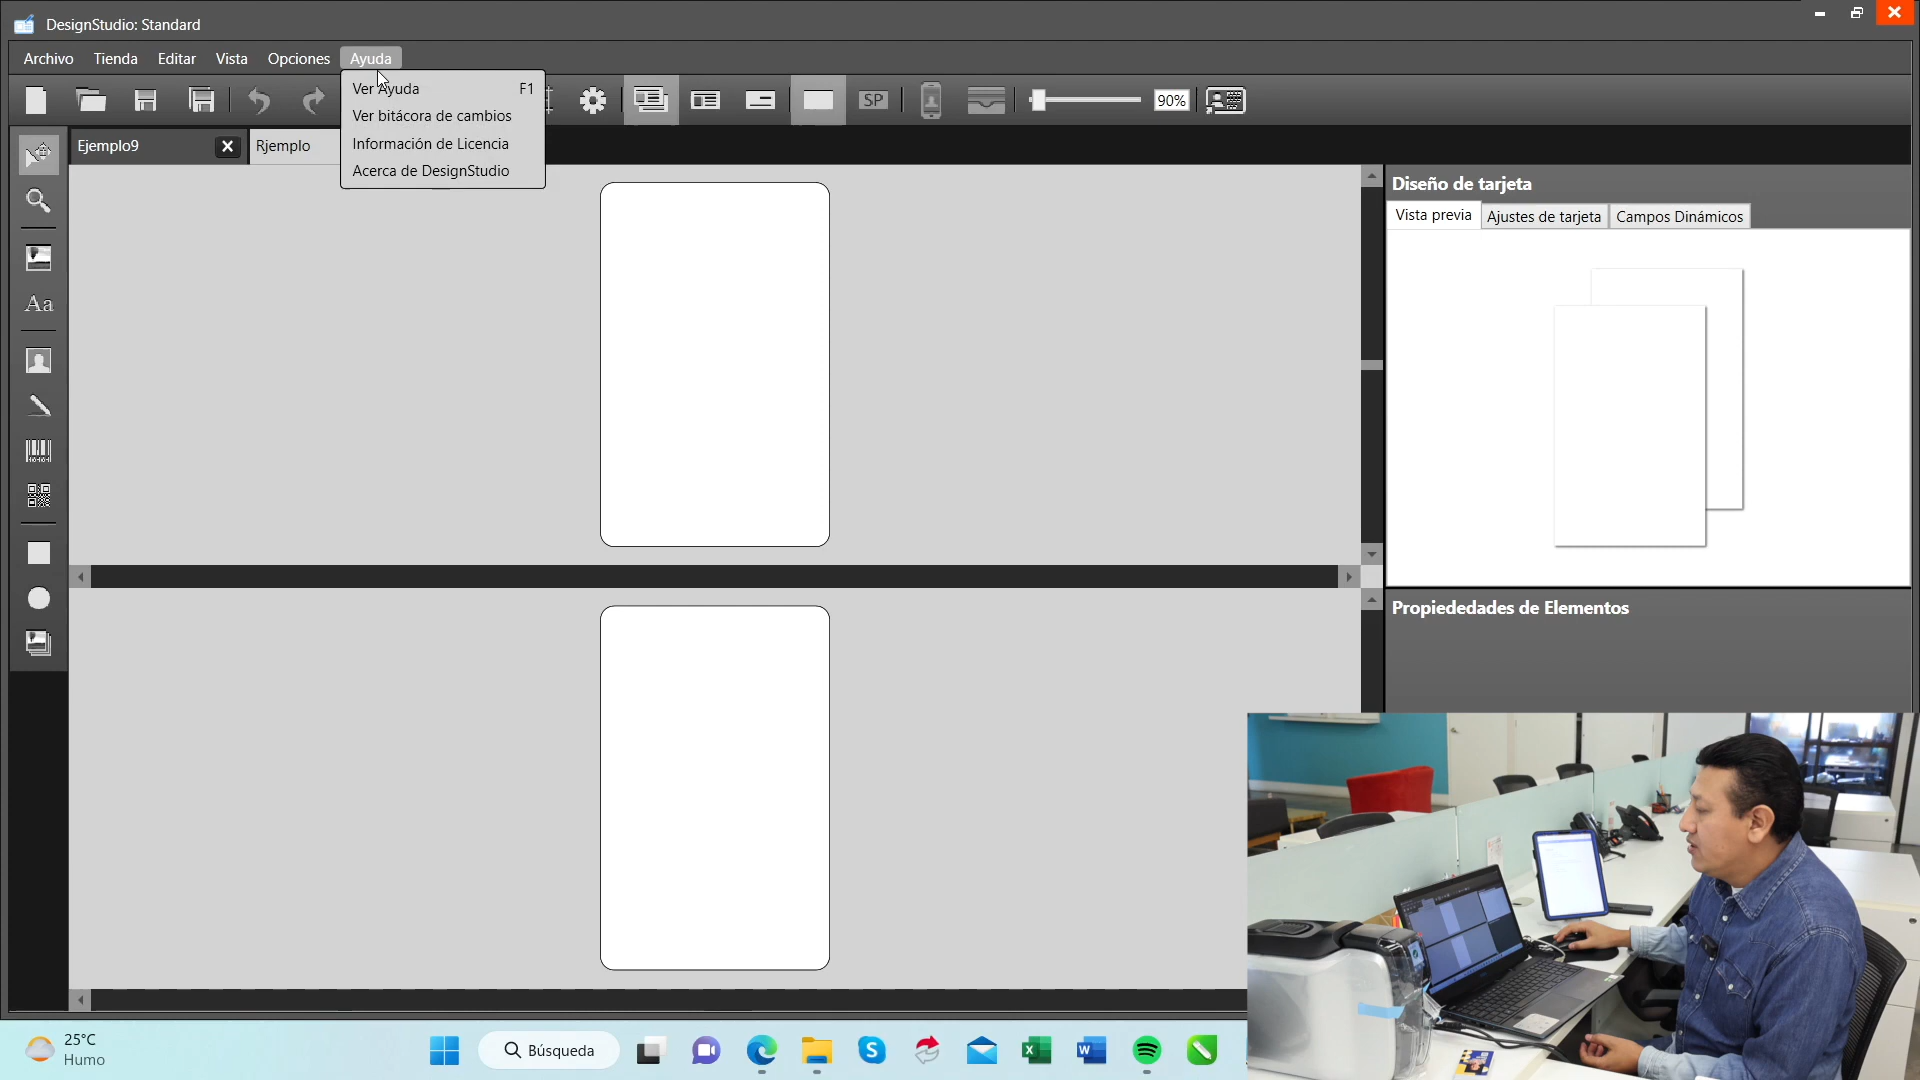 DesignStudio: Standard
Archivo Tienda Editar Vista Opciones Ayuda
Ver Ayuda F1
Ver bitácora de cambios
Información de Licencia
Acerca de DesignStudio
SP
90%
Ejemplo9
Rjemplo
Diseño de tarjeta
Vista previa Ajustes de tarjeta Campos Dinámicos
Aa
Propiededades de Elementos
25°C
Humo
Búsqueda